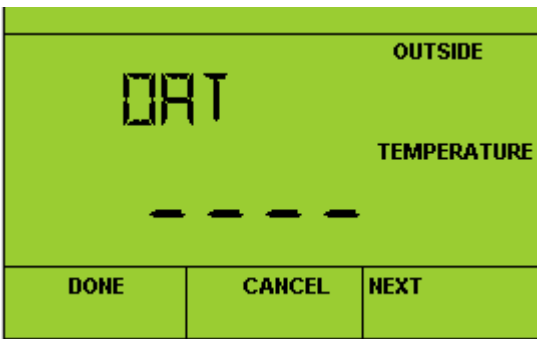 OUTSIDE
OAT
TEMPERATURE
– – – –
DONE CANCEL NEXT